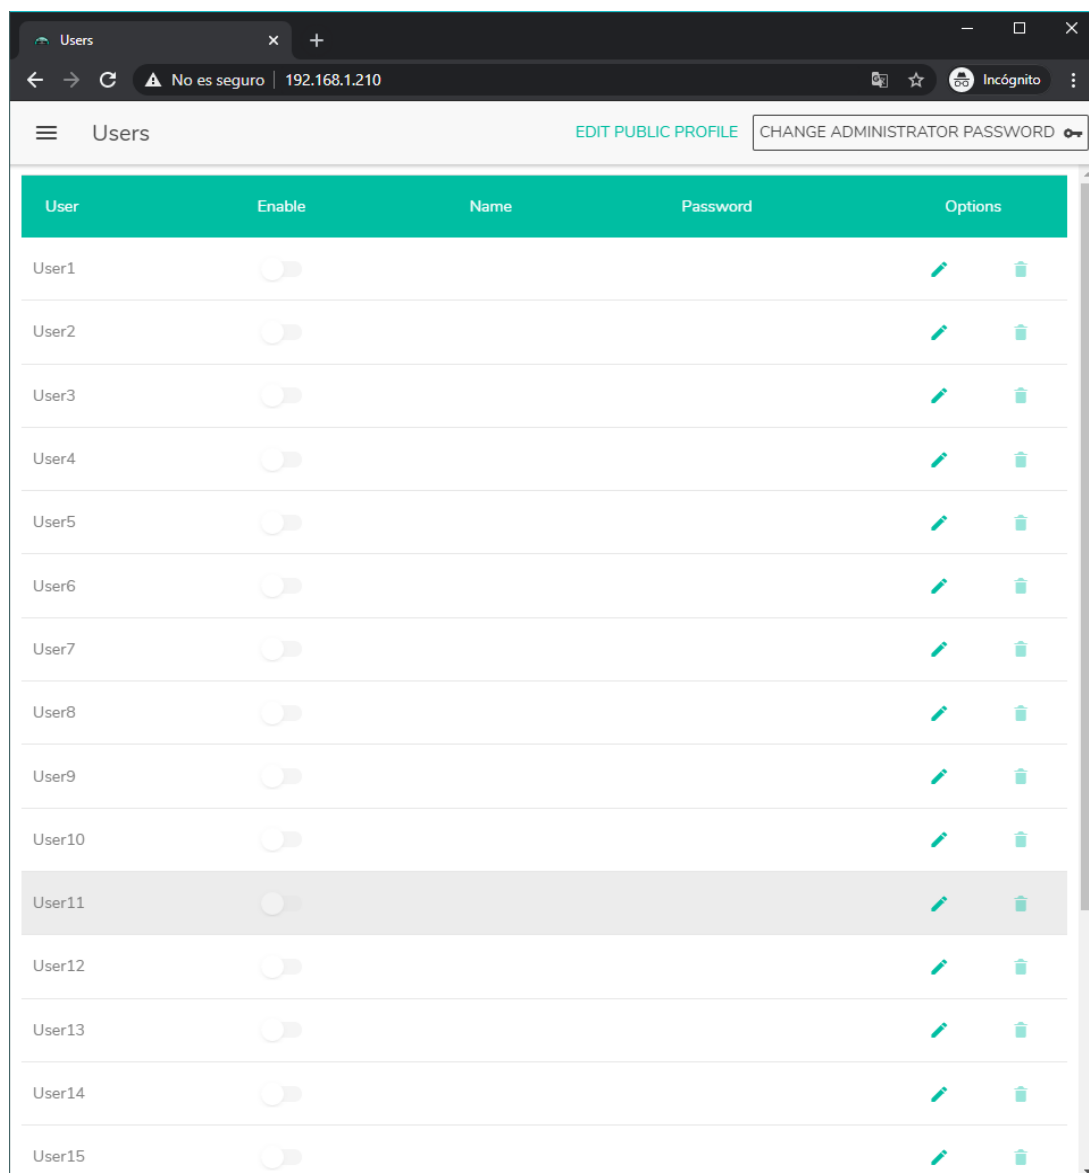 Users
No es seguro | 192.168.1.210
Incógnito
Users EDIT PUBLIC PROFILE CHANGE ADMINISTRATOR PASSWORD
User Enable Name Password Options
User1
User2
User3
User4
User5
User6
User7
User8
User9
User10
User11
User12
User13
User14
User15